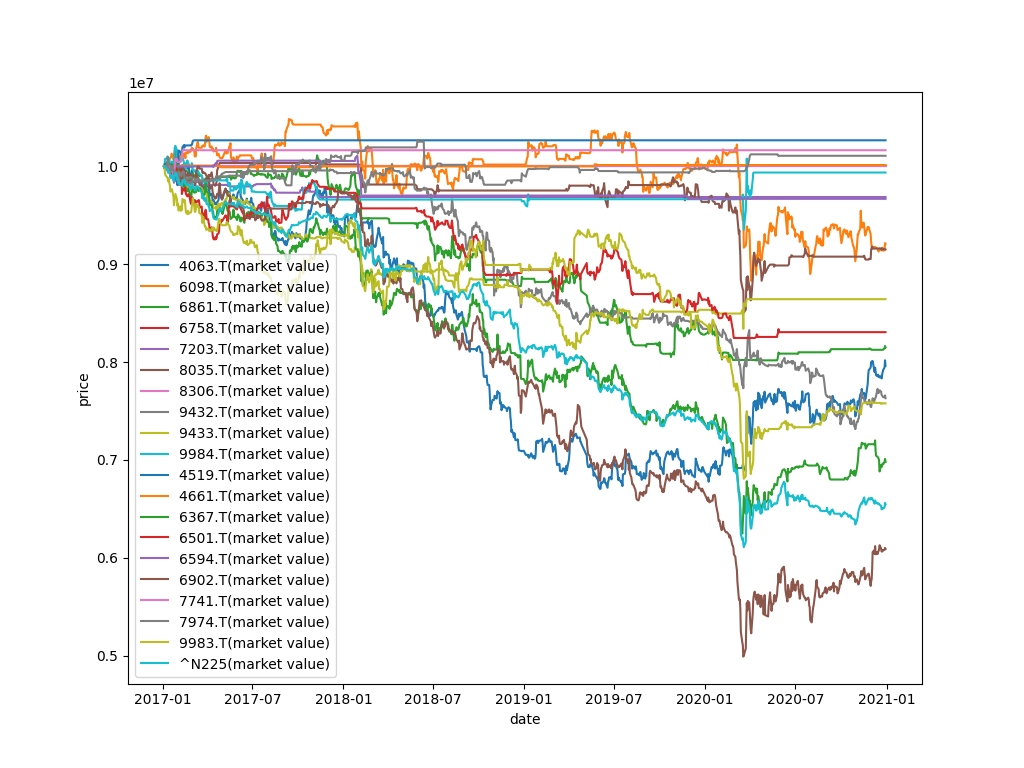 1e7
1.0
0.9
0.8
0.7
0.6
0.5
price
4063.T(market value)
6098.T(market value)
6861.T(market value)
6758.T(market value)
7203.T(market value)
8035.T(market value)
8306.T(market value)
9432.T(market value)
9433.T(market value)
9984.T(market value)
4519.T(market value)
4661.T(market value)
6367.T(market value)
6501.T(market value)
6594.T(market value)
6902.T(market value)
7741.T(market value)
7974.T(market value)
9983.T(market value)
^N225(market value)
2017-01 2017-07 2018-01 2018-07 2019-01 2019-07 2020-01 2020-07 2021-01
date